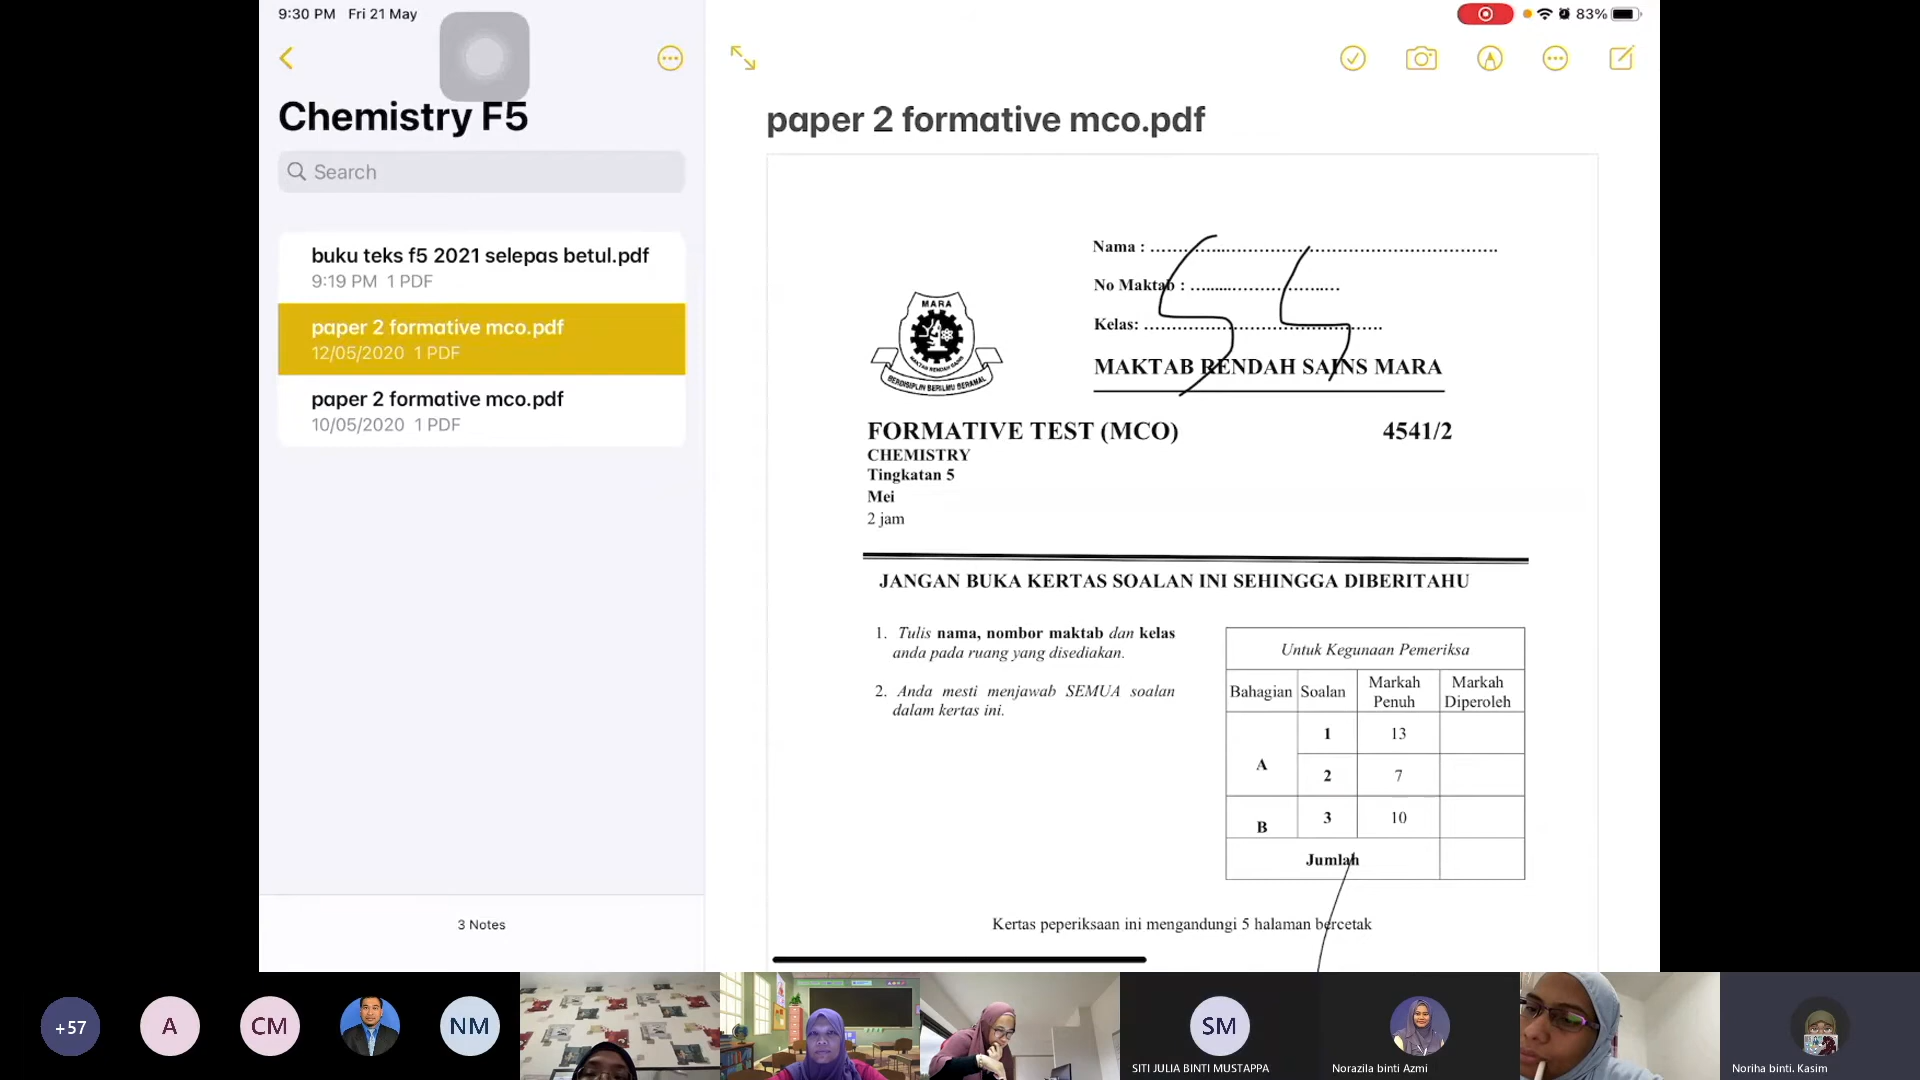 9:30 PM Fri 21 May
83%
Chemistry F5
Search
buku teks f5 2021 selepas betul.pdf
9:19 PM 1 PDF
paper 2 formative mco.pdf
12/05/2020 1 PDF
paper 2 formative mco.pdf
10/05/2020 1 PDF
3 Notes
paper 2 formative mco.pdf
Nama : ....................................................
No Maktab : ..............................
Kelas: ....................................
MARA
MAKTAB RENDAH SAINS
BERDISIPLIN BERILMU BERAMAL
MAKTAB RENDAH SAINS MARA
FORMATIVE TEST (MCO) 4541/2
CHEMISTRY
Tingkatan 5
Mei
2 jam
JANGAN BUKA KERTAS SOALAN INI SEHINGGA DIBERITAHU
1. Tulis nama, nombor maktab dan kelas
anda pada ruang yang disediakan.
2. Anda mesti menjawab SEMUA soalan
dalam kertas ini.
Untuk Kegunaan Pemeriksa
Bahagian Soalan Markah Penuh Markah Diperoleh
A 1 13
2 7
B 3 10
Jumlah
Kertas peperiksaan ini mengandungi 5 halaman bercetak
+57
A
CM
NM
SM
SITI JULIA BINTI MUSTAPPA
Norazila binti Azmi
Noriha binti. Kasim